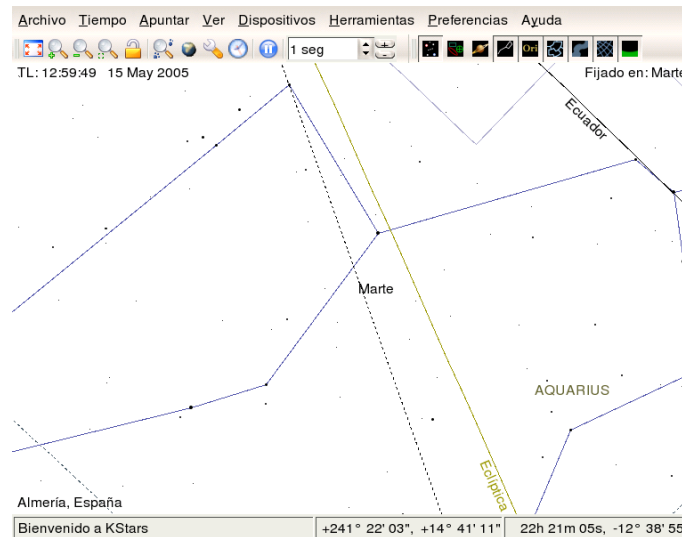 Archivo Tiempo Apuntar Ver Dispositivos Herramientas Preferencias Ayuda
Ori
1 seg
TL: 12:59:49 15 May 2005
Fijado en: Marte
Ecuador
Marte
AQUARIUS
Eclíptica
Almería, España
Bienvenido a KStars
+241° 22' 03", +14° 41' 11"
22h 21m 05s, -12° 38' 55